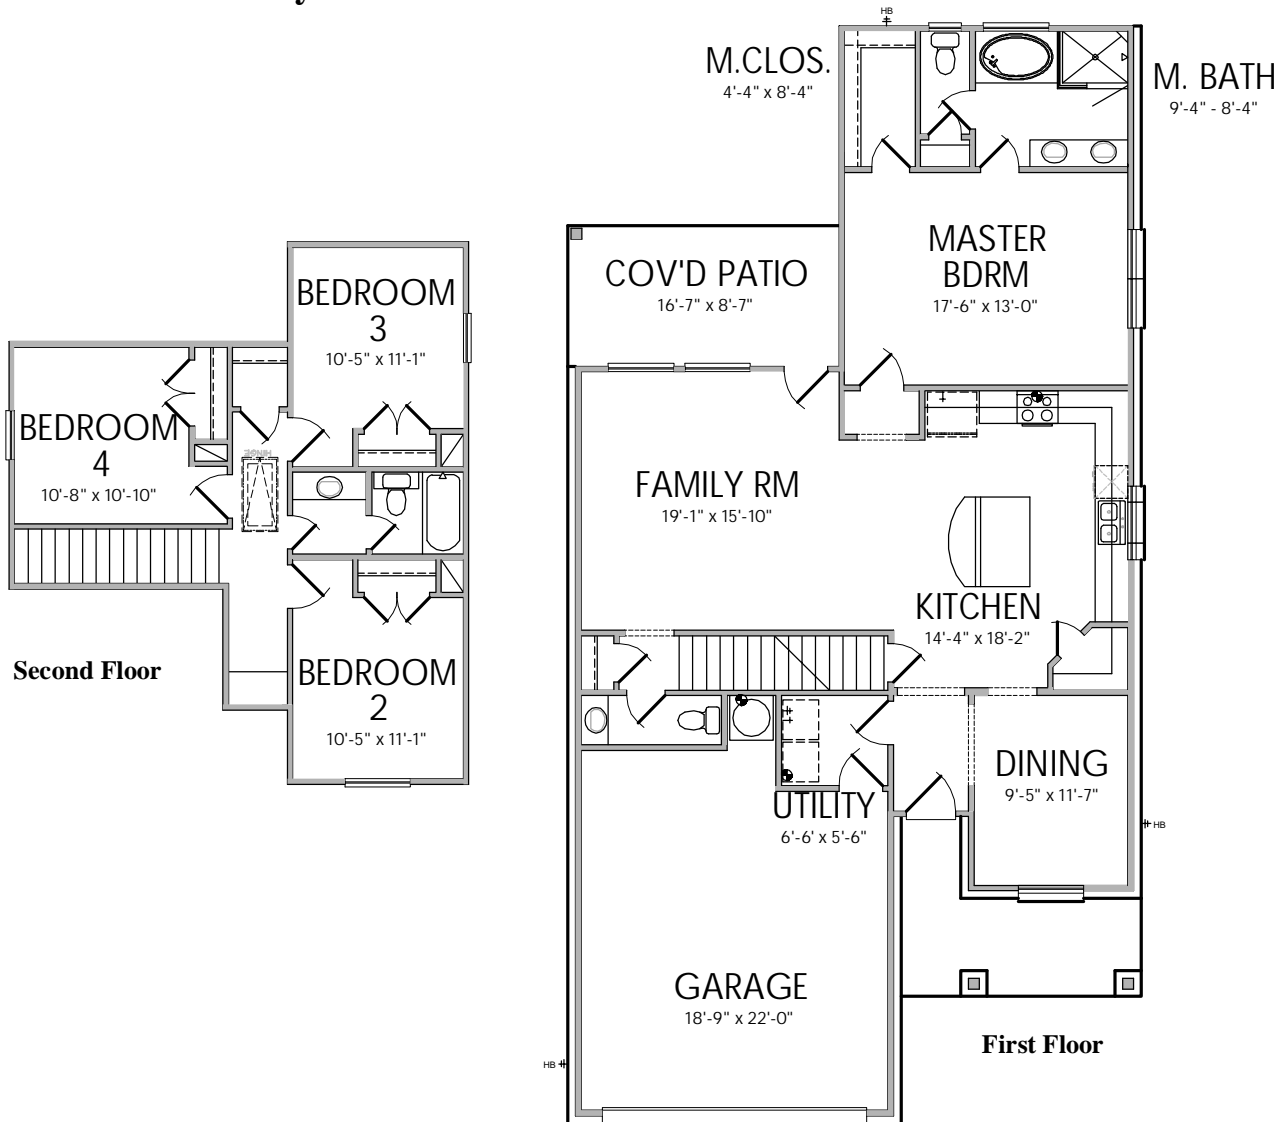 HB
M.CLOS.
4'-4" x 8'-4"
M. BATH
9'-4" - 8'-4"
MASTER
BDRM
17'-6" x 13'-0"
COV'D PATIO
16'-7" x 8'-7"
BEDROOM
3
10'-5" x 11'-1"
BEDROOM
4
10'-8" x 10'-10"
HINGE
FAMILY RM
19'-1" x 15'-10"
KITCHEN
14'-4" x 18'-2"
Second Floor
BEDROOM
2
10'-5" x 11'-1"
DINING
9'-5" x 11'-7"
UTILITY
6'-6' x 5'-6"
HB
GARAGE
18'-9" x 22'-0"
First Floor
HB